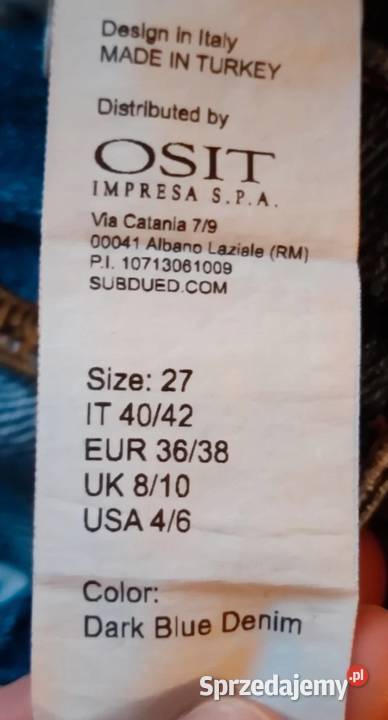 Design in Italy
MADE IN TURKEY
Distributed by
OSIT
IMPRESA S.P.A.
Via Catania 7/9
00041 Albano Laziale (RM)
P.I. 10713061009
SUBDUED.COM
Size: 27
IT 40/42
EUR 36/38
UK 8/10
USA 4/6
Color:
Dark Blue Denim
Sprzedajemy.pl